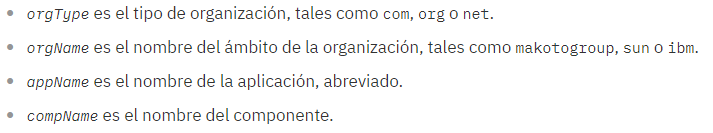 • orgType es el tipo de organización, tales como com, org o net.
• orgName es el nombre del ámbito de la organización, tales como makotogroup, sun o ibm.
• appName es el nombre de la aplicación, abreviado.
• compName es el nombre del componente.